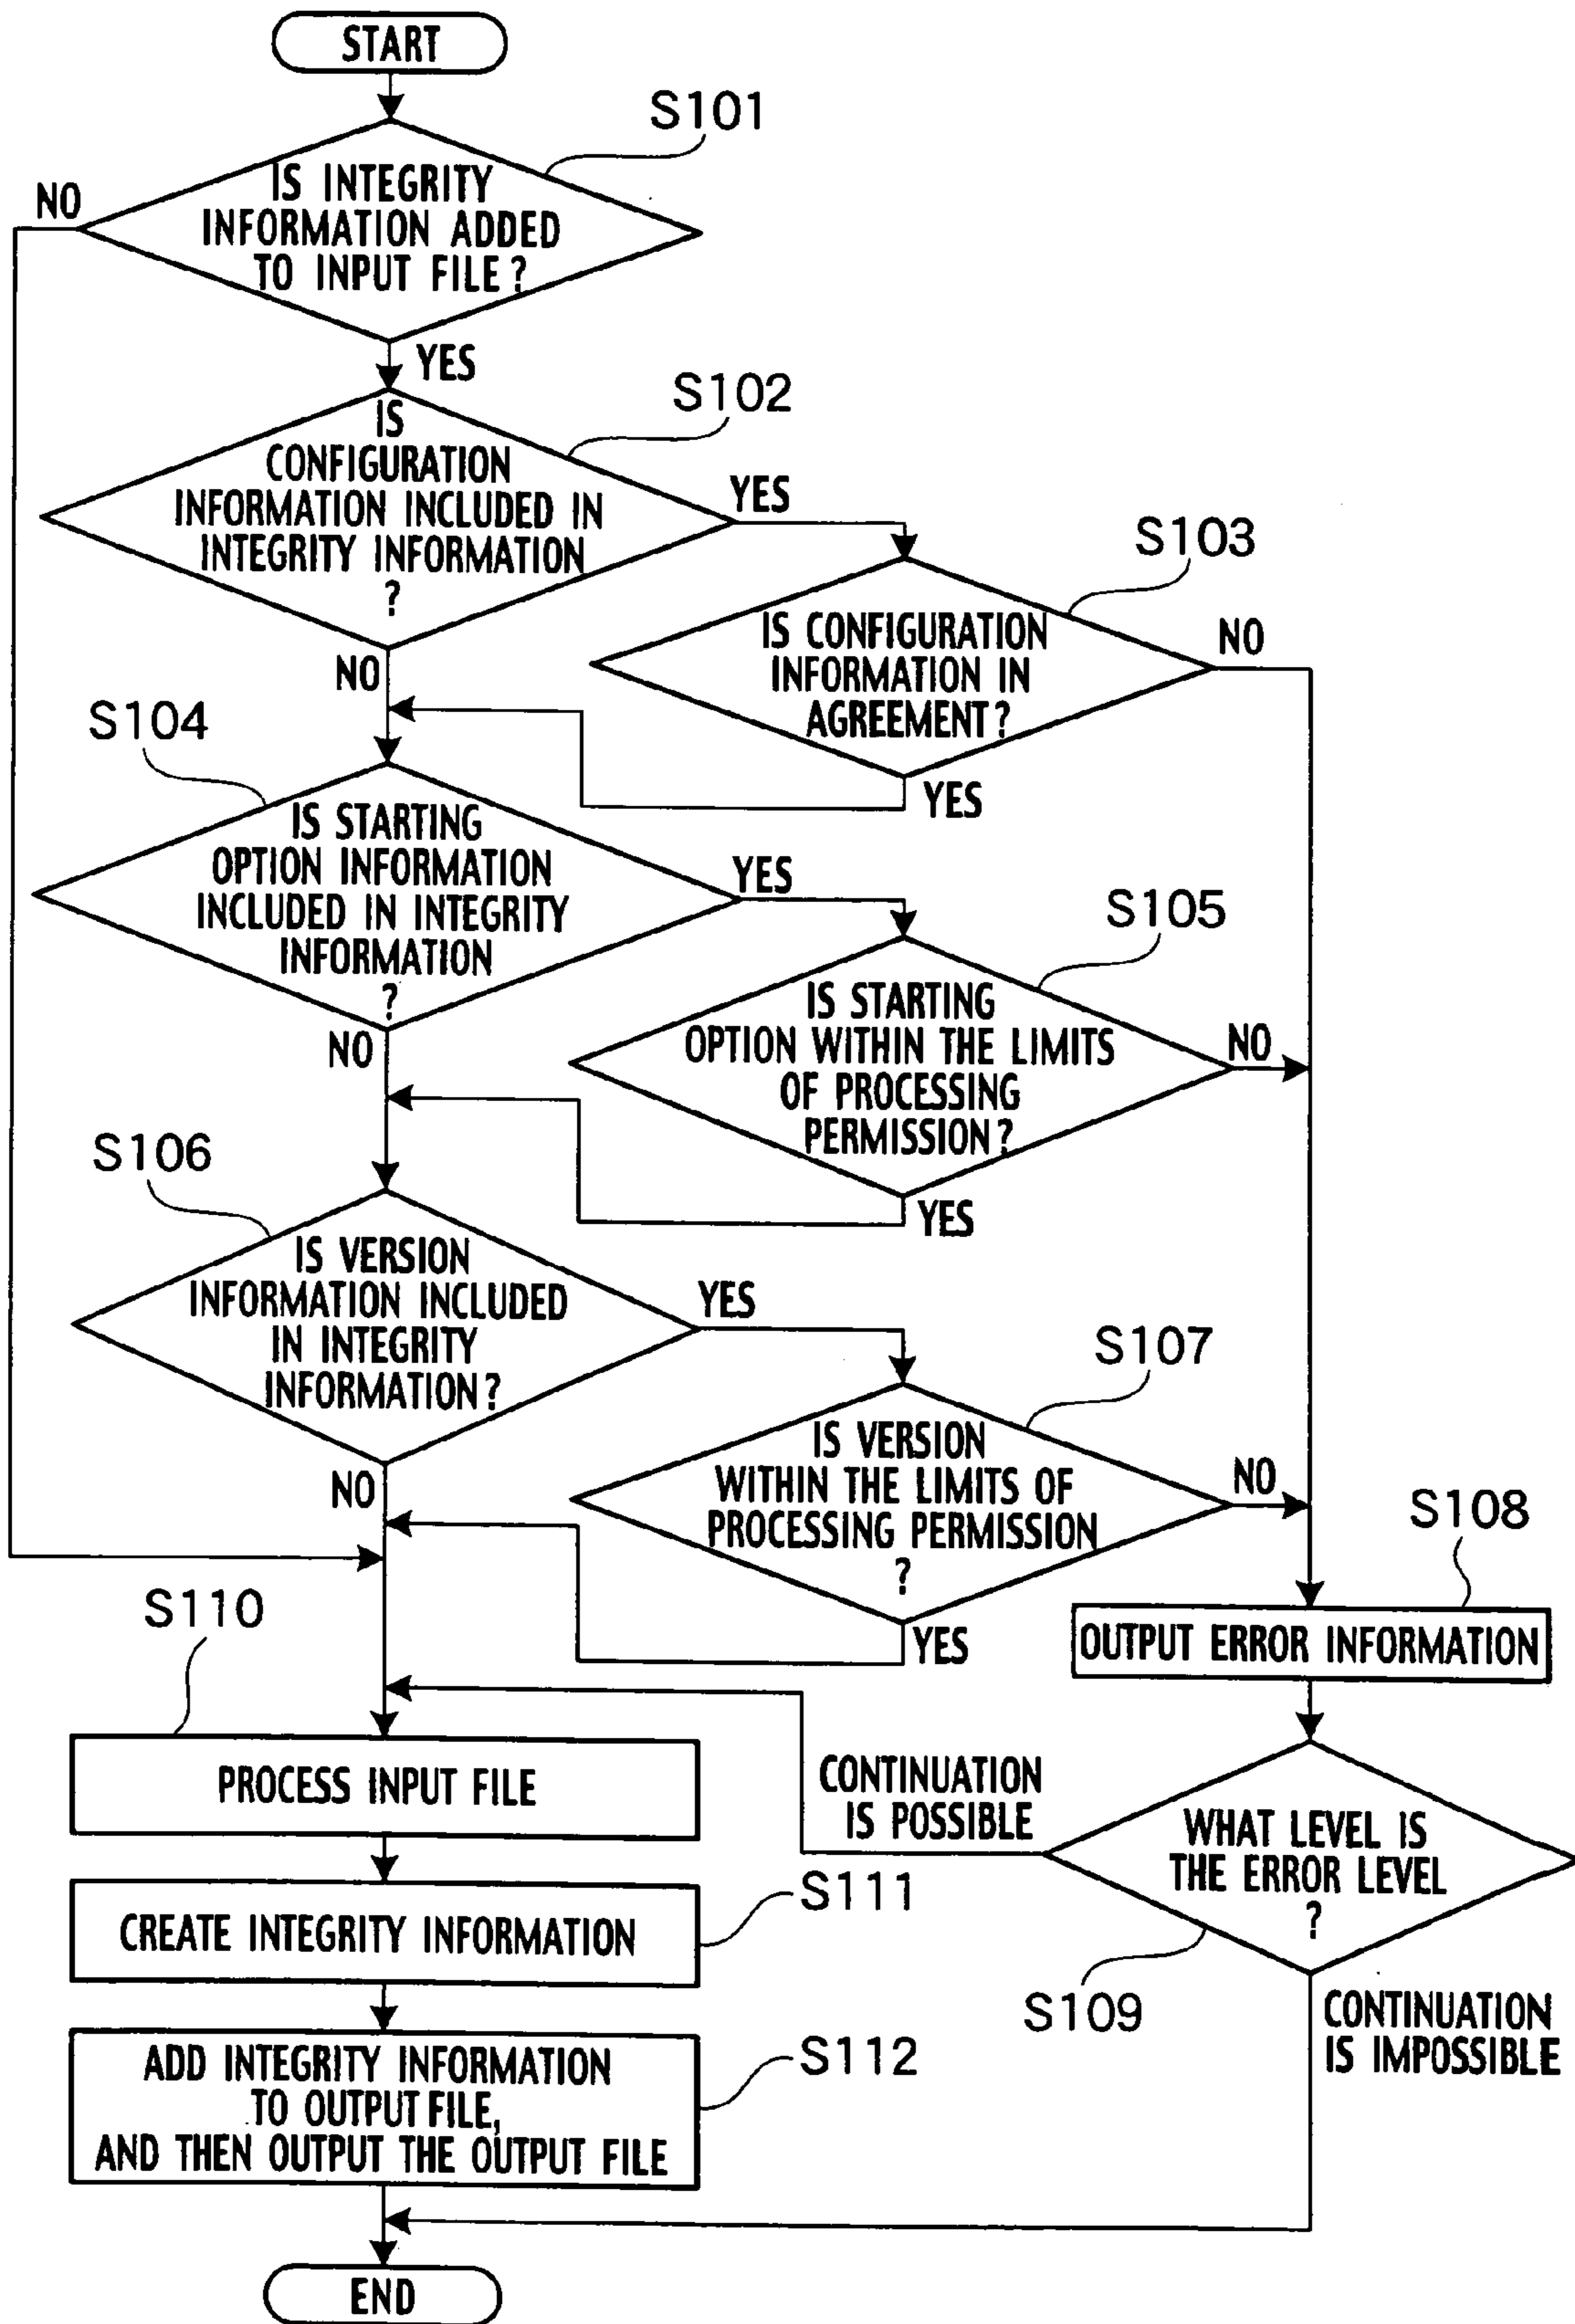 START
S101
IS INTEGRITY
INFORMATION ADDED
TO INPUT FILE?
NO
YES
S102
IS
CONFIGURATION
INFORMATION INCLUDED IN
INTEGRITY INFORMATION
?
YES
NO
S103
IS CONFIGURATION
INFORMATION IN
AGREEMENT?
NO
YES
S104
IS STARTING
OPTION INFORMATION
INCLUDED IN INTEGRITY
INFORMATION
?
YES
NO
S105
IS STARTING
OPTION WITHIN THE LIMITS
OF PROCESSING
PERMISSION?
NO
YES
S106
IS VERSION
INFORMATION INCLUDED
IN INTEGRITY
INFORMATION?
YES
NO
S107
IS VERSION
WITHIN THE LIMITS OF
PROCESSING PERMISSION
?
NO
YES
S108
OUTPUT ERROR INFORMATION
S110
PROCESS INPUT FILE
CONTINUATION
IS POSSIBLE
WHAT LEVEL IS
THE ERROR LEVEL
?
S109
CONTINUATION
IS IMPOSSIBLE
S111
CREATE INTEGRITY INFORMATION
S112
ADD INTEGRITY INFORMATION
TO OUTPUT FILE,
AND THEN OUTPUT THE OUTPUT FILE
END